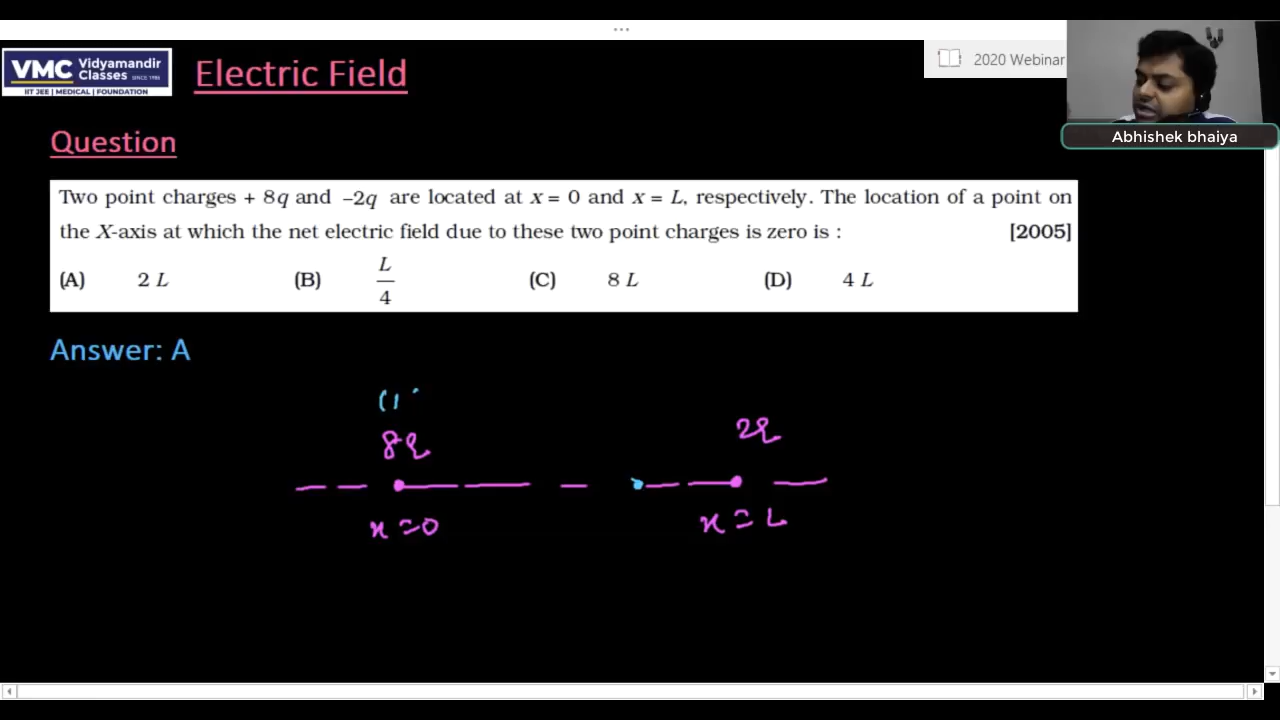 ...
VMC Vidyamandir Classes SINCE 1986
IIT JEE | MEDICAL | FOUNDATION
Electric Field
2020 Webinar
Abhishek bhaiya
Question
Two point charges + 8q and −2q are located at x = 0 and x = L, respectively. The location of a point on
the X-axis at which the net electric field due to these two point charges is zero is : [2005]
(A) 2 L (B) L/4 (C) 8 L (D) 4 L
Answer: A
8q 2q
x=0 x=L